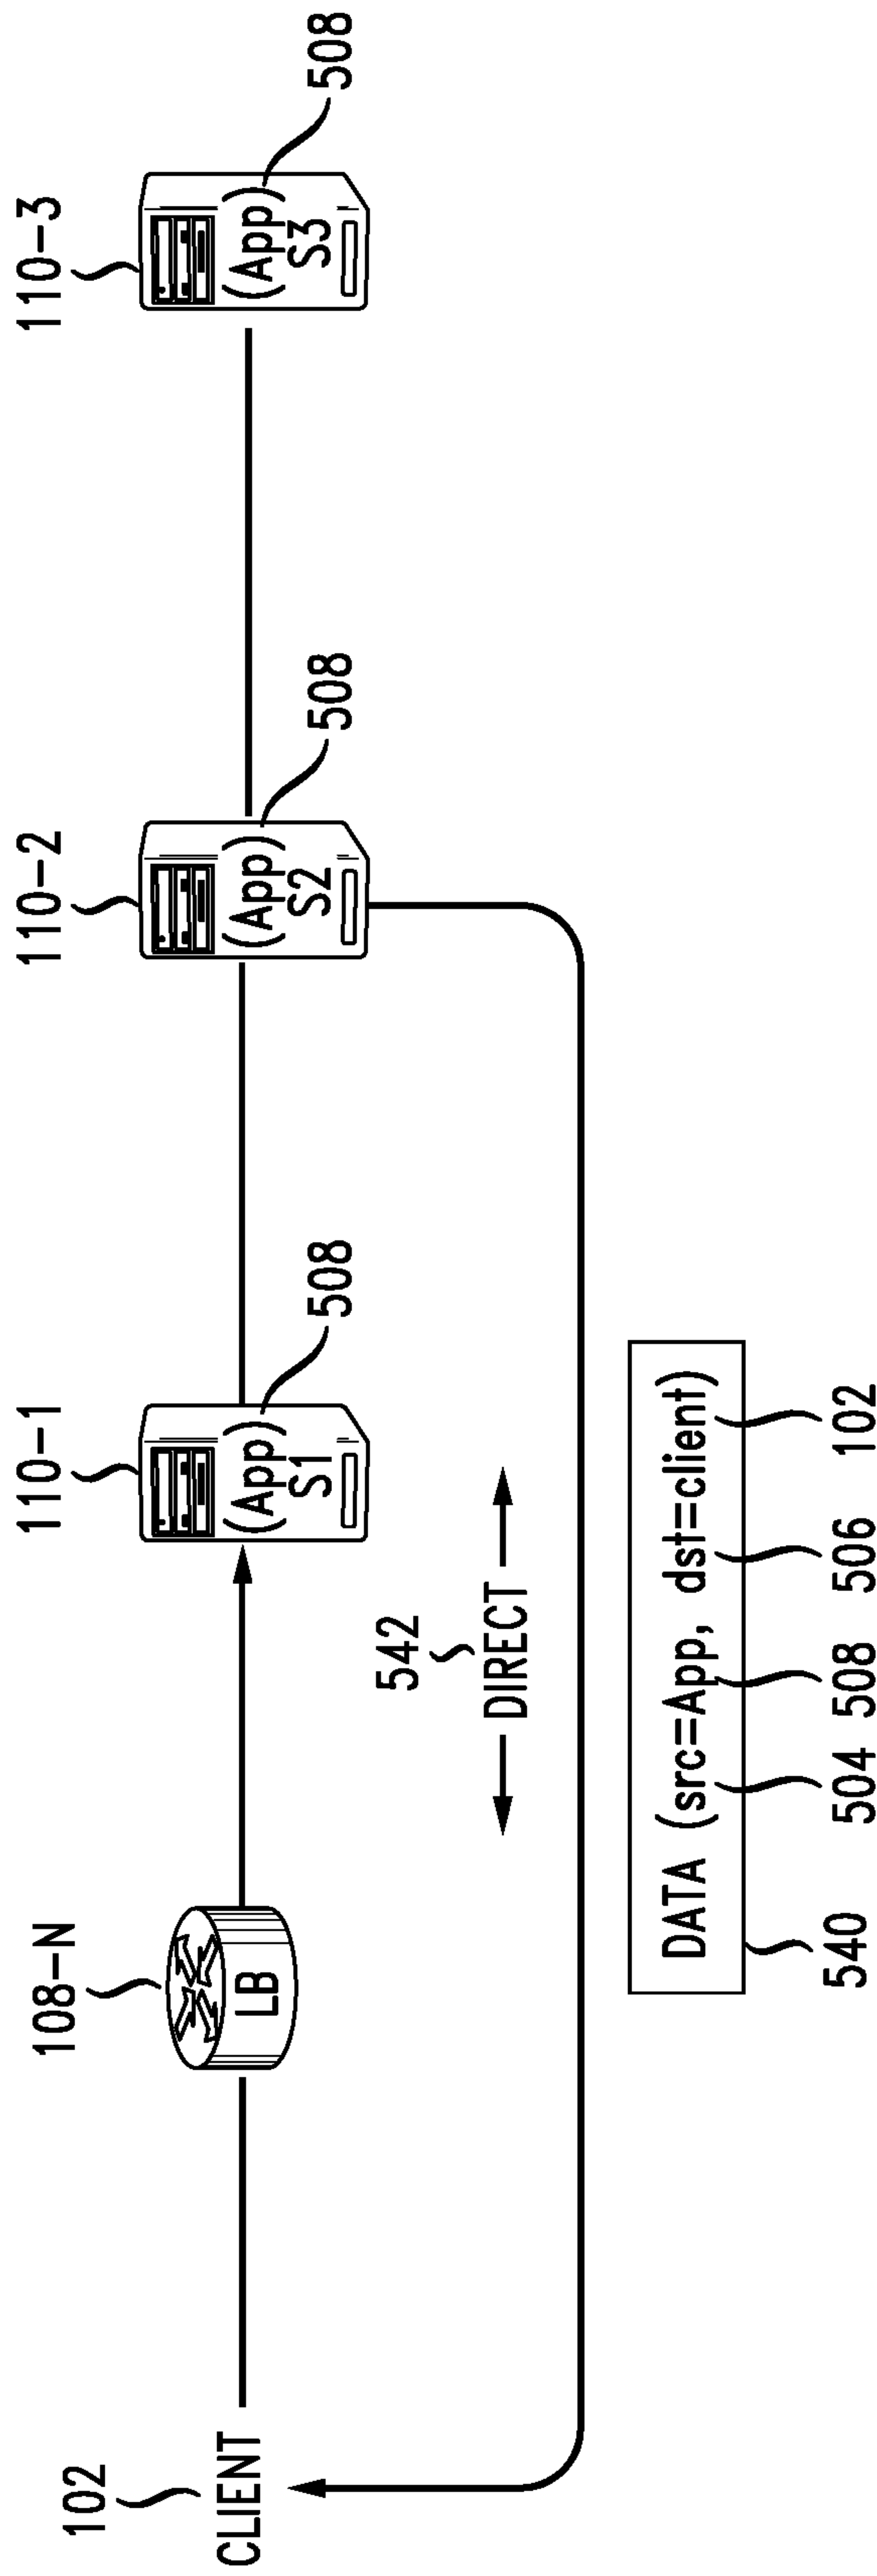 110-1
110-2
110-3
108-N
102
CLIENT
LB
(App)
S1
(App)
S2
(App)
S3
508
508
508
542
DIRECT
DATA (src=App, dst=client)
540
504
508
506
102